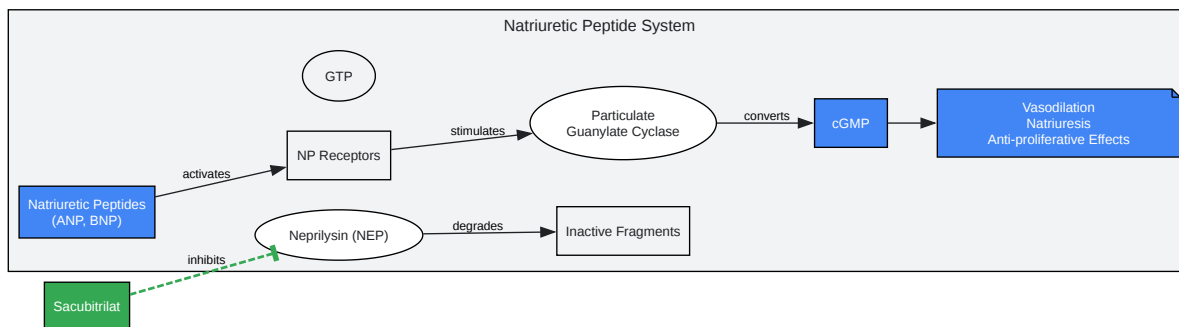 Natriuretic Peptide System
GTP
Particulate
Guanylate Cyclase
converts
cGMP
Vasodilation
Natriuresis
Anti-proliferative Effects
stimulates
NP Receptors
activates
Natriuretic Peptides
(ANP, BNP)
Neprilysin (NEP)
degrades
Inactive Fragments
inhibits
Sacubitrilat